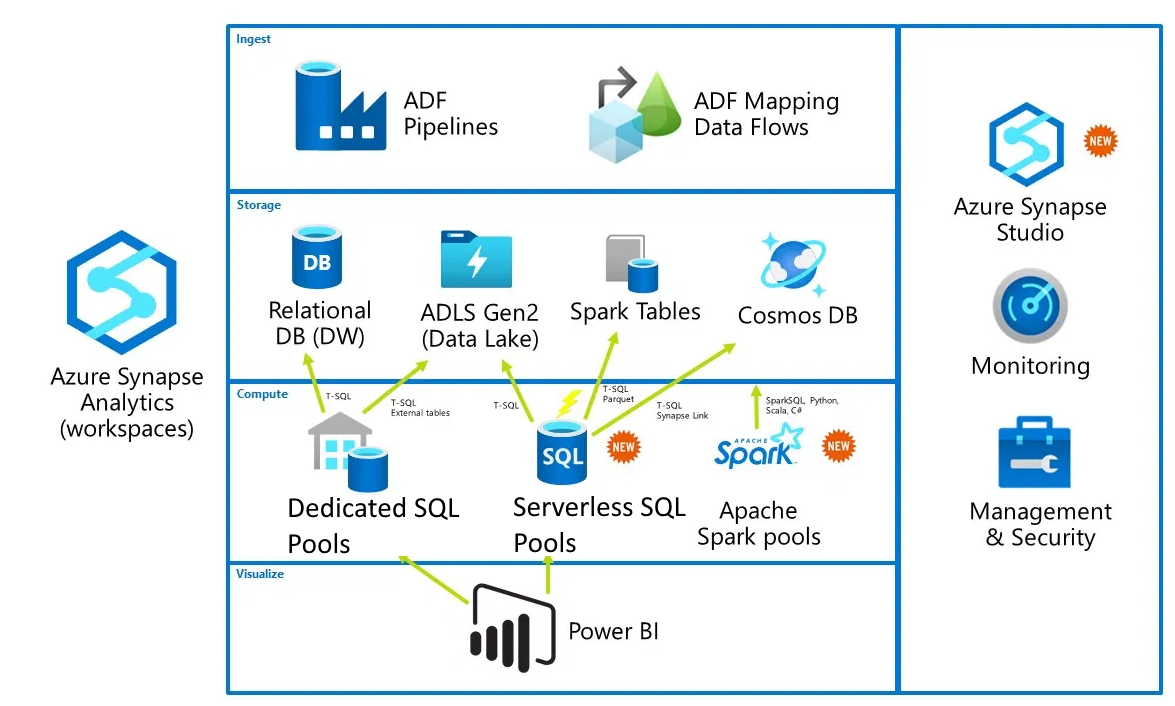 Azure Synapse
Analytics
(workspaces)
Ingest
ADF
Pipelines
ADF Mapping
Data Flows
Storage
DB
Relational
DB (DW)
ADLS Gen2
(Data Lake)
Spark Tables
Cosmos DB
Compute
T-SQL
T-SQL
External tables
T-SQL
T-SQL
Parquet
T-SQL
Synapse Link
SparkSQL, Python,
Scala, C#
Dedicated SQL
Pools
SQL
NEW
Serverless SQL
Pools
APACHE
Spark
NEW
Apache
Spark pools
Visualize
Power BI
NEW
Azure Synapse
Studio
Monitoring
Management
& Security